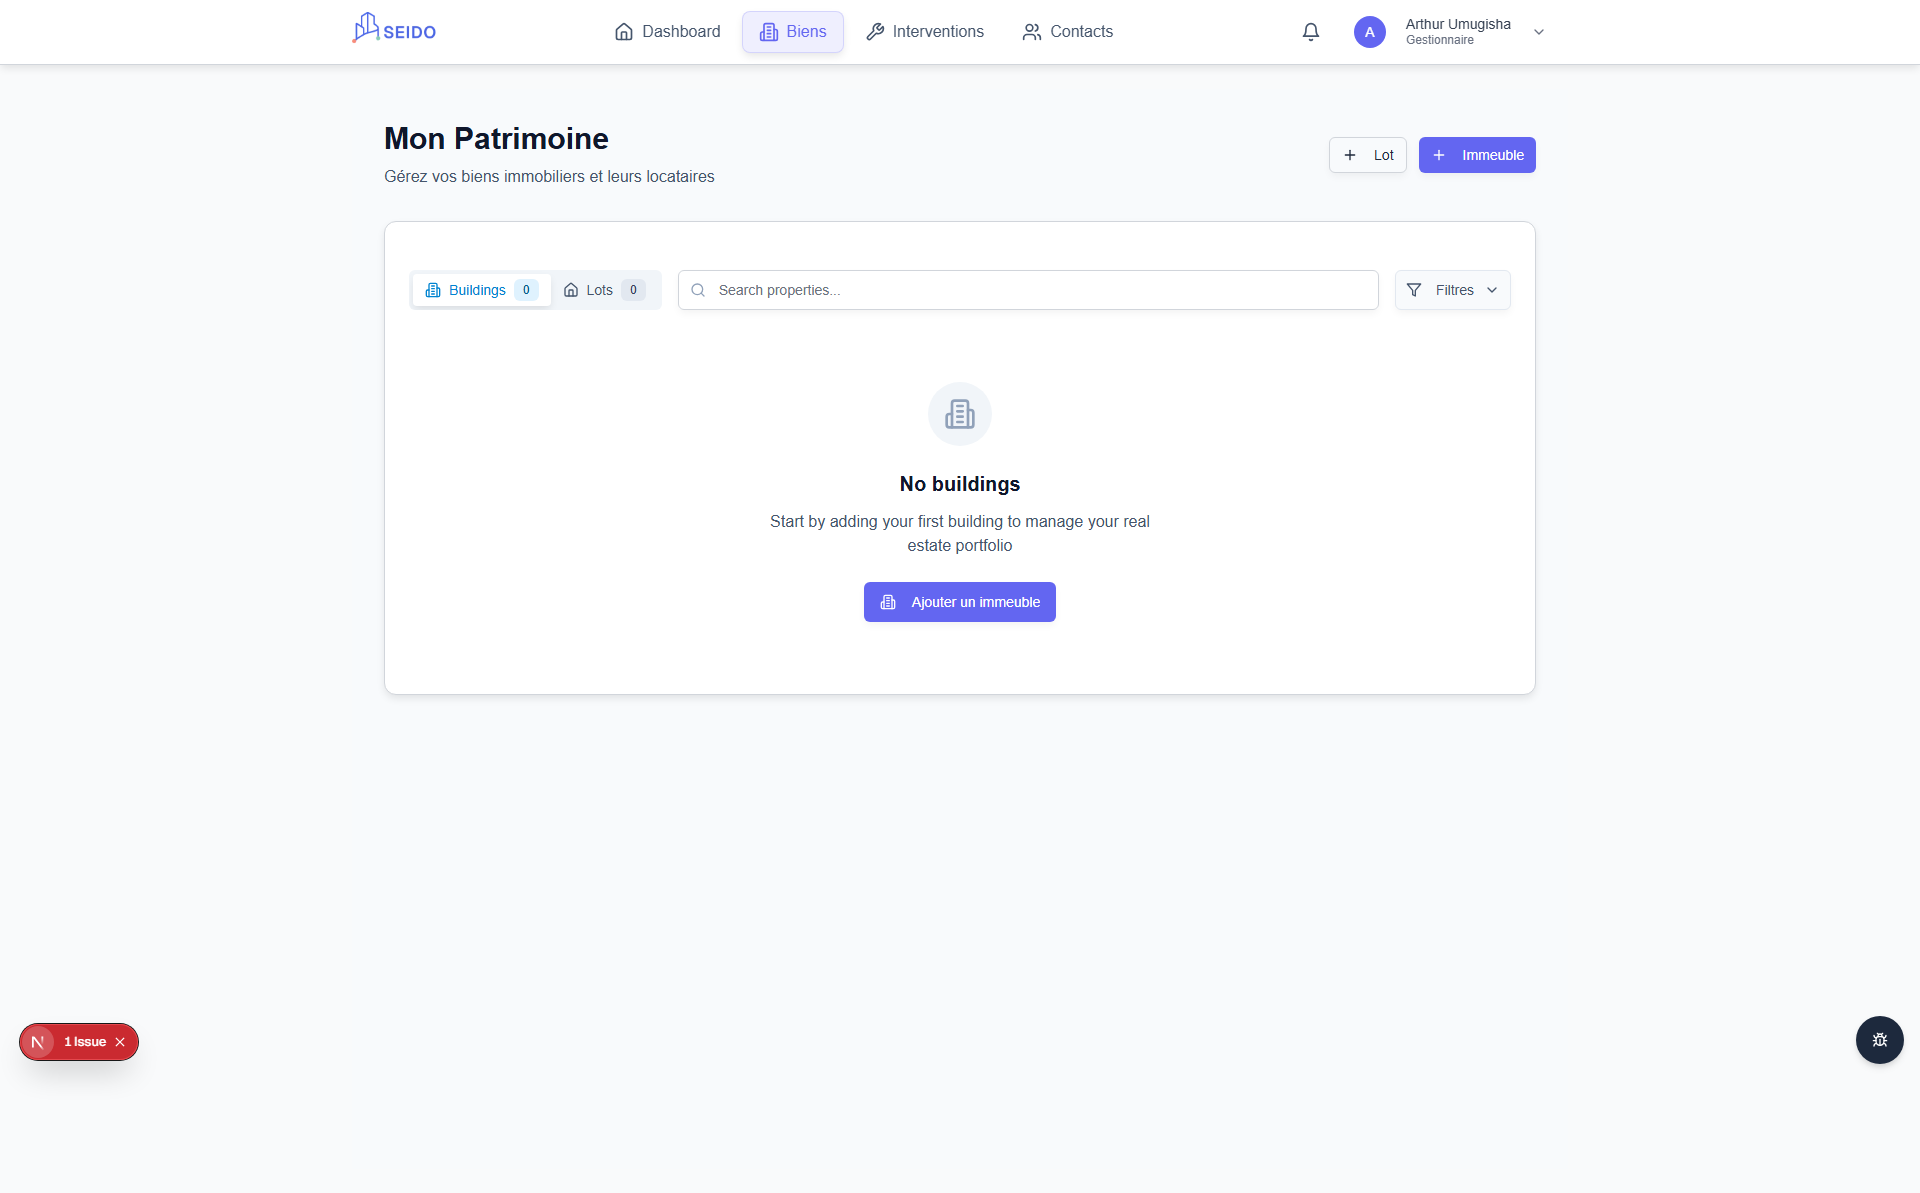 SEIDO
Dashboard
Biens
Interventions
Contacts
A
Arthur Umugisha
Gestionnaire
Mon Patrimoine
Gérez vos biens immobiliers et leurs locataires
Lot
Immeuble
Buildings 0
Lots 0
Search properties...
Filtres
No buildings
Start by adding your first building to manage your real
estate portfolio
Ajouter un immeuble
N
1 Issue